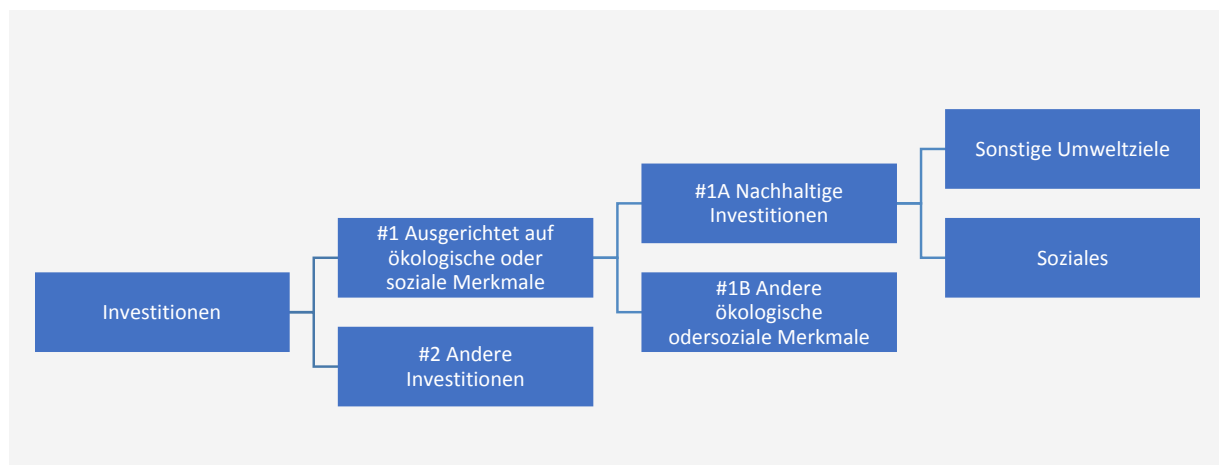 Investitionen
#1 Ausgerichtet auf
ökologische oder
soziale Merkmale
#2 Andere
Investitionen
#1A Nachhaltige
Investitionen
#1B Andere
ökologische
odersoziale Merkmale
Sonstige Umweltziele
Soziales